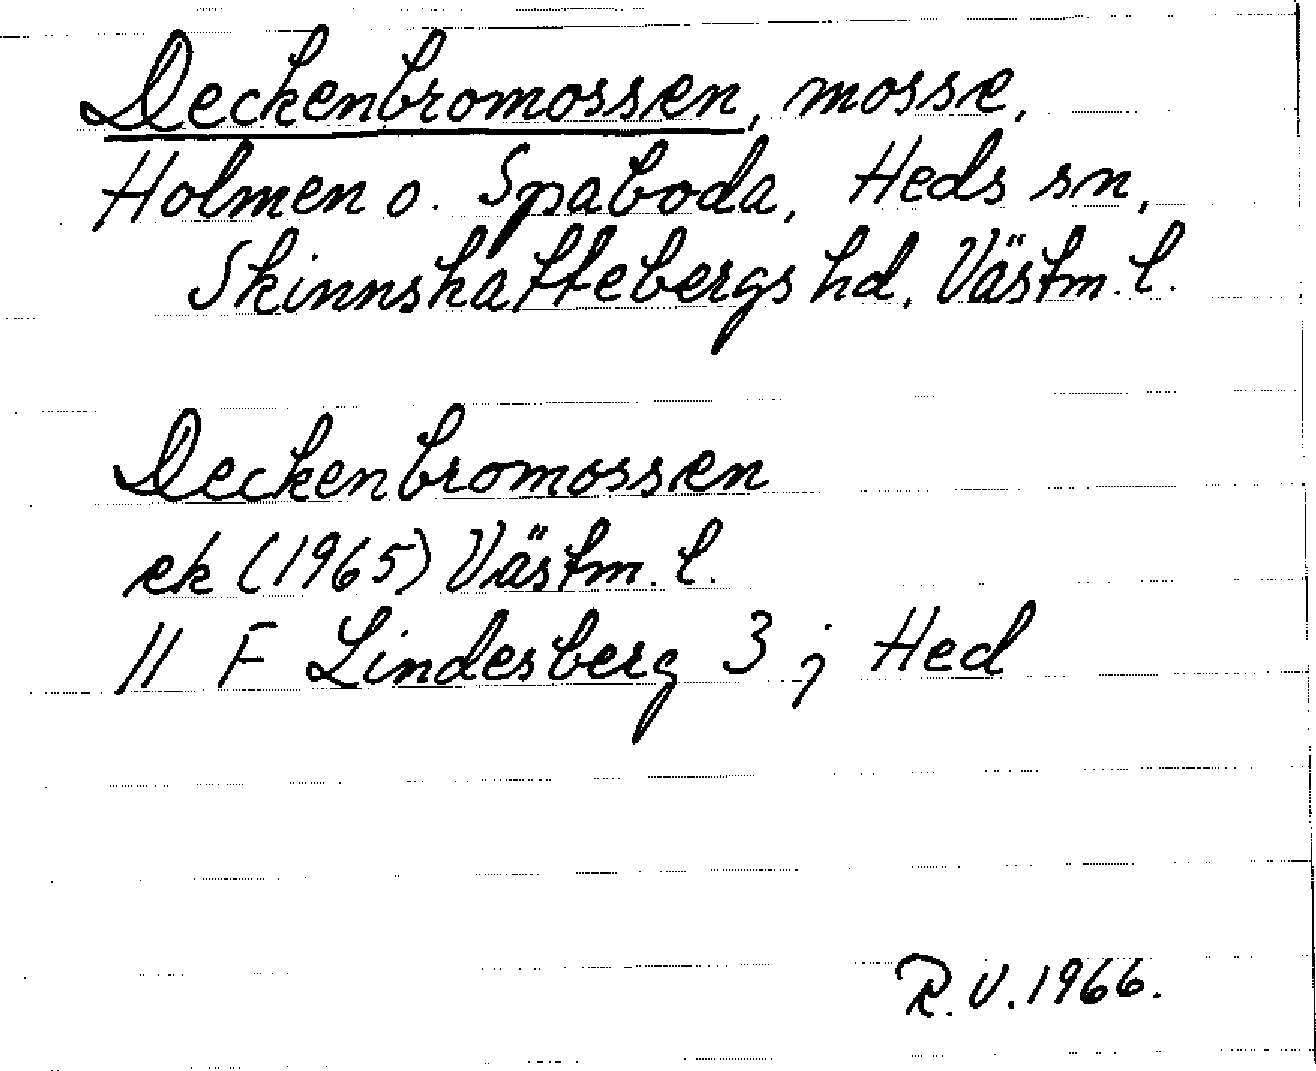 Deckenbromossen, mosse,
Holmen o. Spaboda, Heds sn,
Skinnskattebergs hd, Västm. l.
Deckenbromossen
ek (1965) Västm. l.
11 F Lindesberg 3 j Hed
R. V. 1966.